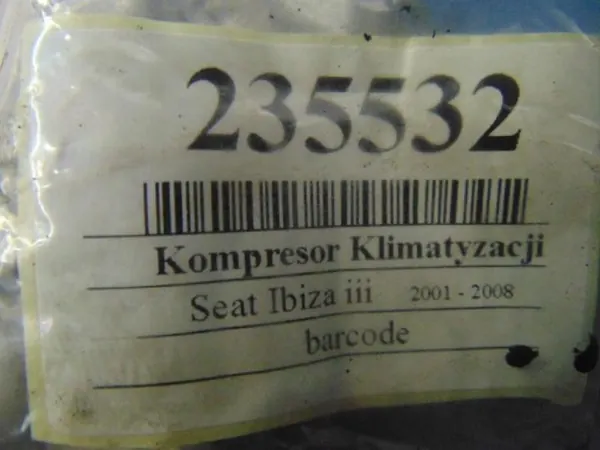 235532
Kompresor Klimatyzacji
Seat Ibiza iii 2001 - 2008
barcode